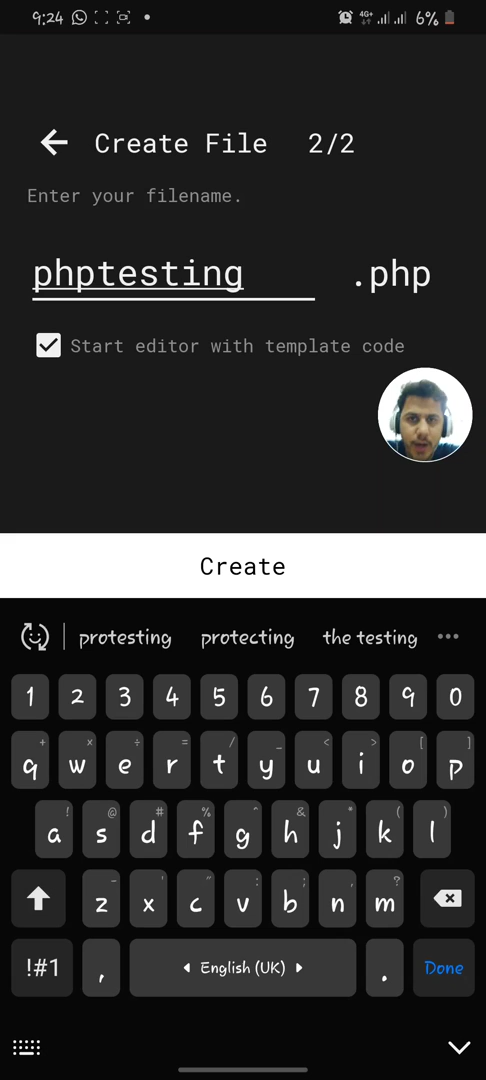 9:24 4G+ 6%
Create File 2/2
Enter your filename.
phptesting .php
Start editor with template code
Create
protesting protecting the testing
1 2 3 4 5 6 7 8 9 0
+ × ÷ = / _ < > [ ]
q w e r t y u i o p
! @ # % ^ & * ( )
a s d f g h j k l
- ' " : ; , ?
z x c v b n m
!#1 , English (UK) . Done